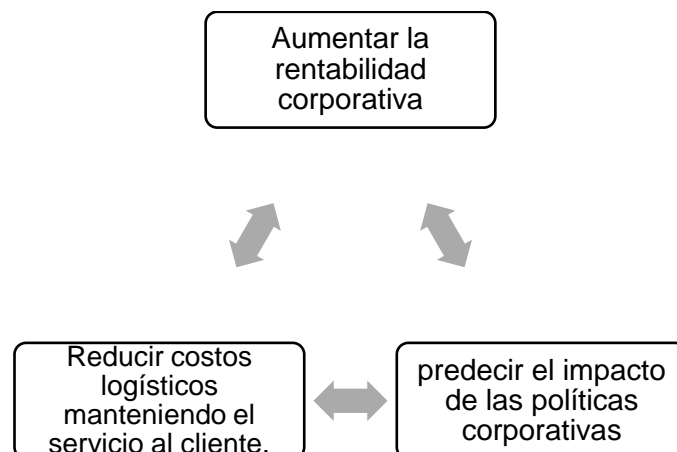 Aumentar la
rentabilidad
corporativa
Reducir costos
logísticos
manteniendo el
servicio al cliente.
predecir el impacto
de las políticas
corporativas